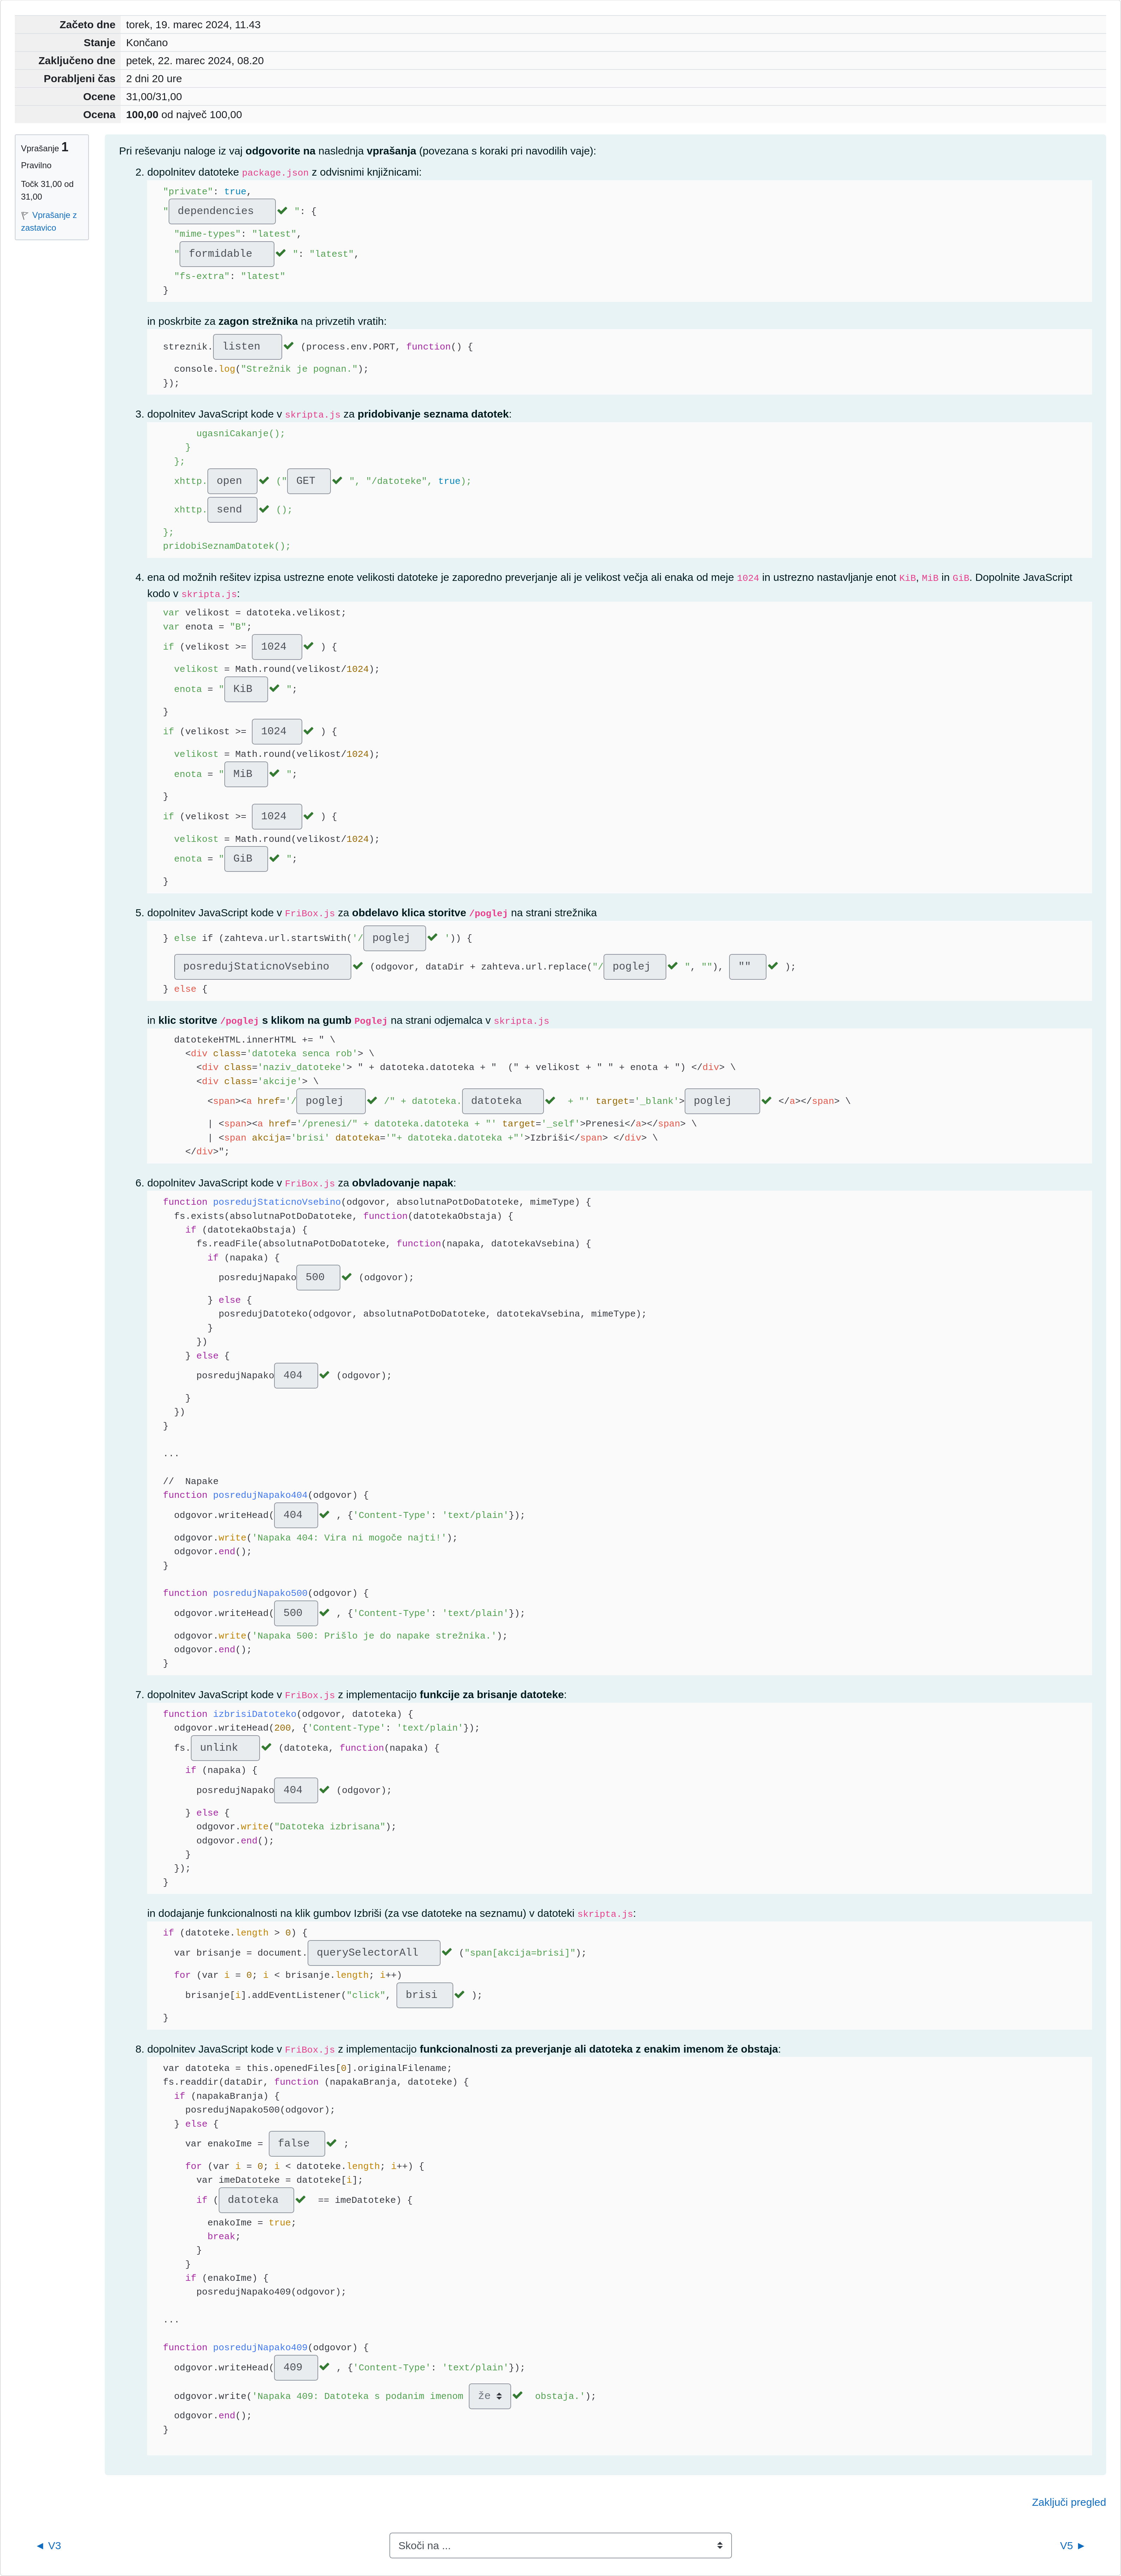 Začeto dne torek, 19. marec 2024, 11.43
Stanje Končano
Zaključeno dne petek, 22. marec 2024, 08.20
Porabljeni čas 2 dni 20 ure
Ocene 31,00/31,00
Ocena 100,00 od največ 100,00
Vprašanje 1
Pravilno
Točk 31,00 od
31,00
Vprašanje z
zastavico
Pri reševanju naloge iz vaj odgovorite na naslednja vprašanja (povezana s koraki pri navodilih vaje):
2. dopolnitev datoteke package.json z odvisnimi knjižnicami:
"private": true,
"dependencies ": {
"mime-types": "latest",
"formidable ": "latest",
"fs-extra": "latest"
}
in poskrbite za zagon strežnika na privzetih vratih:
streznik.listen (process.env.PORT, function() {
console.log("Strežnik je pognan.");
});
3. dopolnitev JavaScript kode v skripta.js za pridobivanje seznama datotek:
ugasniCakanje();
}
};
xhttp.open ("GET ", "/datoteke", true);
xhttp.send ();
};
pridobiSeznamDatotek();
4. ena od možnih rešitev izpisa ustrezne enote velikosti datoteke je zaporedno preverjanje ali je velikost večja ali enaka od meje 1024 in ustrezno nastavljanje enot KiB, MiB in GiB. Dopolnite JavaScript
kodo v skripta.js:
var velikost = datoteka.velikost;
var enota = "B";
if (velikost >= 1024 ) {
velikost = Math.round(velikost/1024);
enota = "KiB ";
}
if (velikost >= 1024 ) {
velikost = Math.round(velikost/1024);
enota = "MiB ";
}
if (velikost >= 1024 ) {
velikost = Math.round(velikost/1024);
enota = "GiB ";
}
5. dopolnitev JavaScript kode v FriBox.js za obdelavo klica storitve /poglej na strani strežnika
} else if (zahteva.url.startsWith('/poglej ')) {
posredujStaticnoVsebino (odgovor, dataDir + zahteva.url.replace("/poglej ", ""), "" );
} else {
in klic storitve /poglej s klikom na gumb Poglej na strani odjemalca v skripta.js
datotekeHTML.innerHTML += " \
<div class='datoteka senca rob'> \
<div class='naziv_datoteke'> " + datoteka.datoteka + "  (" + velikost + " " + enota + ") </div> \
<div class='akcije'> \
<span><a href='/poglej /" + datoteka.datoteka + "' target='_blank'>poglej </a></span> \
| <span><a href='/prenesi/" + datoteka.datoteka + "' target='_self'>Prenesi</a></span> \
| <span akcija='brisi' datoteka='"+ datoteka.datoteka +"'>Izbriši</span> </div> \
</div>";
6. dopolnitev JavaScript kode v FriBox.js za obvladovanje napak:
function posredujStaticnoVsebino(odgovor, absolutnaPotDoDatoteke, mimeType) {
fs.exists(absolutnaPotDoDatoteke, function(datotekaObstaja) {
if (datotekaObstaja) {
fs.readFile(absolutnaPotDoDatoteke, function(napaka, datotekaVsebina) {
if (napaka) {
posredujNapako500 (odgovor);
} else {
posredujDatoteko(odgovor, absolutnaPotDoDatoteke, datotekaVsebina, mimeType);
}
})
} else {
posredujNapako404 (odgovor);
}
})
}
...
//  Napake
function posredujNapako404(odgovor) {
odgovor.writeHead(404 , {'Content-Type': 'text/plain'});
odgovor.write('Napaka 404: Vira ni mogoče najti!');
odgovor.end();
}
function posredujNapako500(odgovor) {
odgovor.writeHead(500 , {'Content-Type': 'text/plain'});
odgovor.write('Napaka 500: Prišlo je do napake strežnika.');
odgovor.end();
}
7. dopolnitev JavaScript kode v FriBox.js z implementacijo funkcije za brisanje datoteke:
function izbrisiDatoteko(odgovor, datoteka) {
odgovor.writeHead(200, {'Content-Type': 'text/plain'});
fs.unlink (datoteka, function(napaka) {
if (napaka) {
posredujNapako404 (odgovor);
} else {
odgovor.write("Datoteka izbrisana");
odgovor.end();
}
});
}
in dodajanje funkcionalnosti na klik gumbov Izbriši (za vse datoteke na seznamu) v datoteki skripta.js:
if (datoteke.length > 0) {
var brisanje = document.querySelectorAll ("span[akcija=brisi]");
for (var i = 0; i < brisanje.length; i++)
brisanje[i].addEventListener("click", brisi );
}
8. dopolnitev JavaScript kode v FriBox.js z implementacijo funkcionalnosti za preverjanje ali datoteka z enakim imenom že obstaja:
var datoteka = this.openedFiles[0].originalFilename;
fs.readdir(dataDir, function (napakaBranja, datoteke) {
if (napakaBranja) {
posredujNapako500(odgovor);
} else {
var enakoIme = false ;
for (var i = 0; i < datoteke.length; i++) {
var imeDatoteke = datoteke[i];
if (datoteka  == imeDatoteke) {
enakoIme = true;
break;
}
}
if (enakoIme) {
posredujNapako409(odgovor);
...
function posredujNapako409(odgovor) {
odgovor.writeHead(409 , {'Content-Type': 'text/plain'});
odgovor.write('Napaka 409: Datoteka s podanim imenom že  obstaja.');
odgovor.end();
}
Zaključi pregled
◄ V3
Skoči na ...
V5 ►